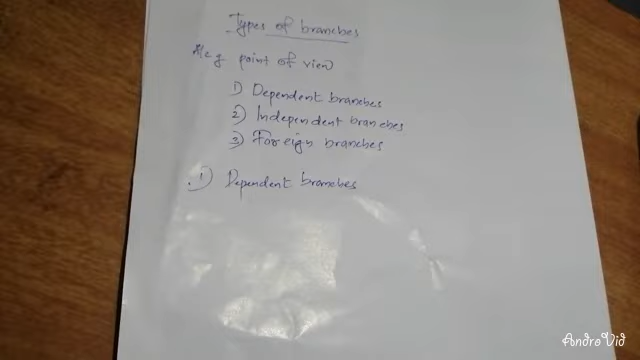 Types of branches
A/c g point of view
1) Dependent branches
2) Independent branches
3) Foreign branches
1) Dependent branches
AndroVid